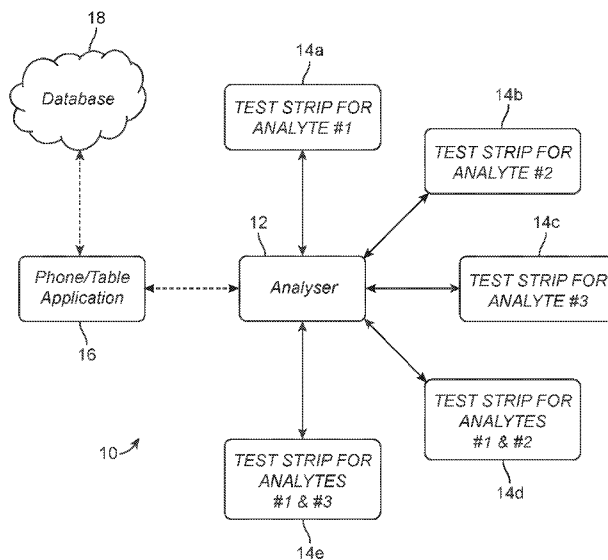 18
Database
14a
TEST STRIP FOR
ANALYTE #1
14b
TEST STRIP FOR
ANALYTE #2
12
Analyser
14c
TEST STRIP FOR
ANALYTE #3
Phone/Table
Application
16
TEST STRIP FOR
ANALYTES
#1 & #2
14d
10
TEST STRIP FOR
ANALYTES
#1 & #3
14e